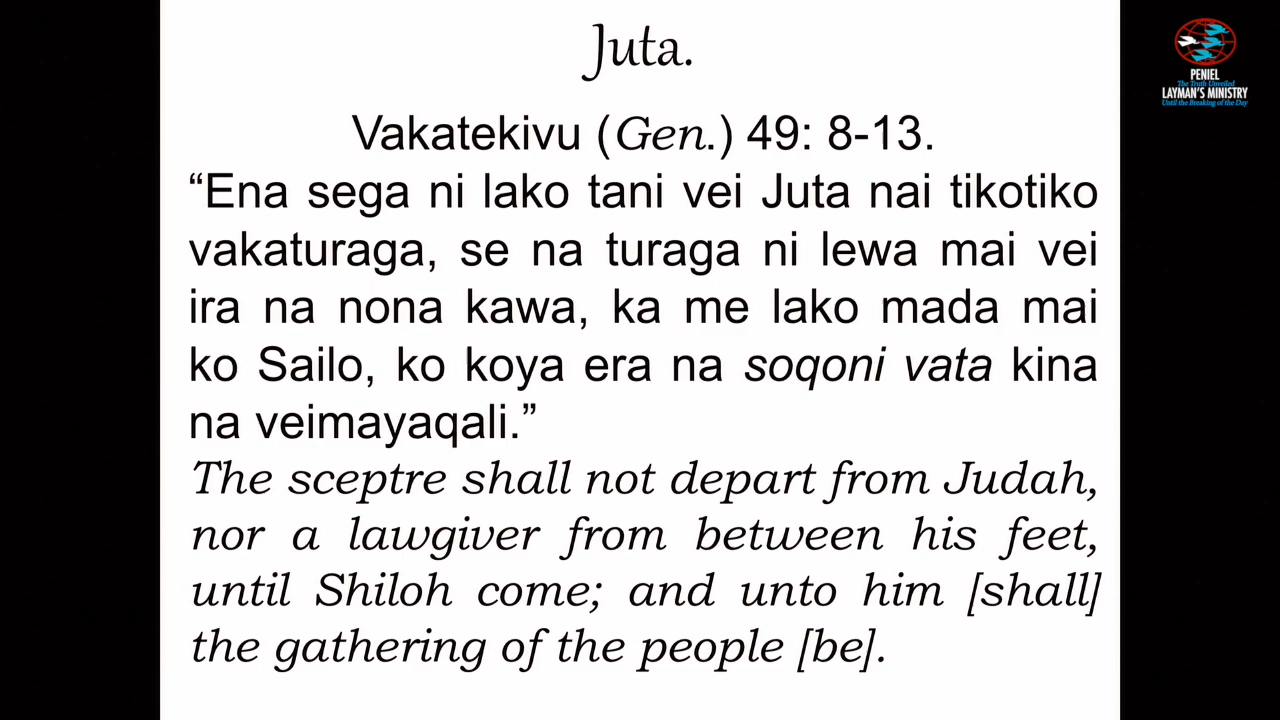 Juta.
PENIEL
The Truth Unveiled
LAYMAN'S MINISTRY
Until the Breaking of the Day
Vakatekivu (Gen.) 49: 8-13.
“Ena sega ni lako tani vei Juta nai tikotiko
vakaturaga, se na turaga ni lewa mai vei
ira na nona kawa, ka me lako mada mai
ko Sailo, ko koya era na soqoni vata kina
na veimayaqali.”
The sceptre shall not depart from Judah,
nor a lawgiver from between his feet,
until Shiloh come; and unto him [shall]
the gathering of the people [be].